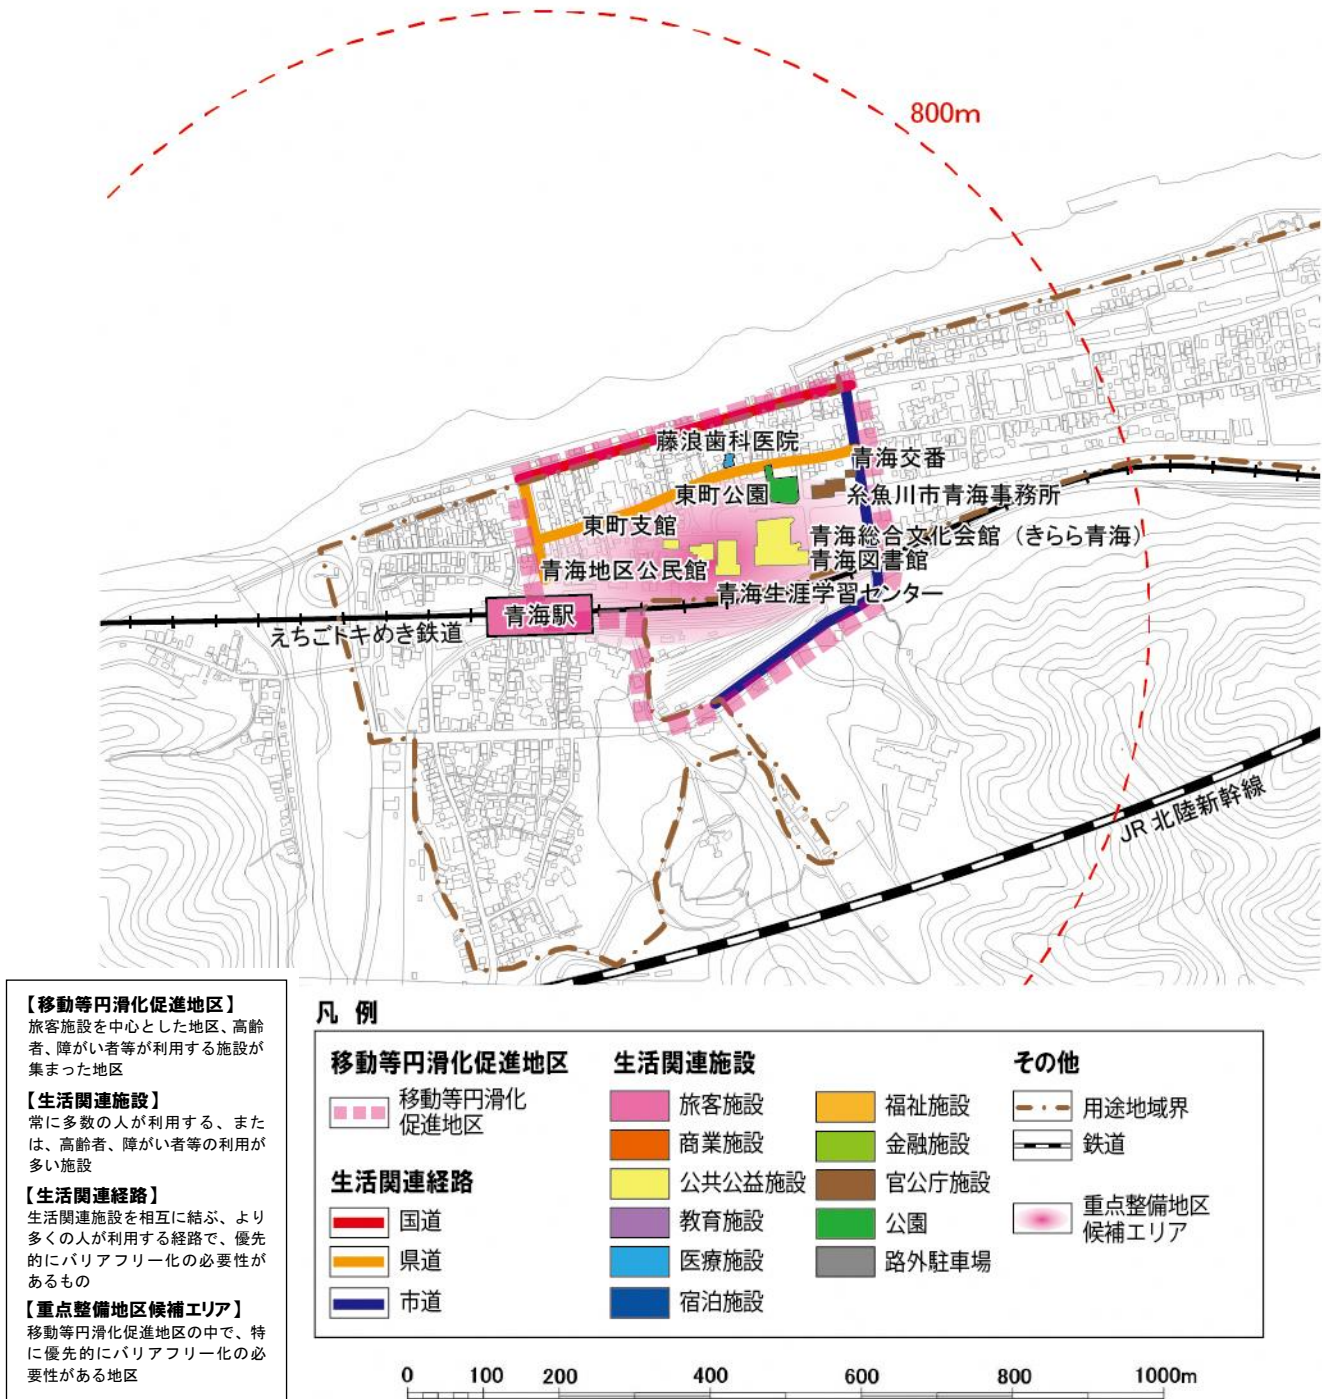 800m
藤浪歯科医院
青海交番
東町公園
糸魚川市青海事務所
東町支館
青海総合文化会館（きらら青海）
青海地区公民館
青海図書館
青海生涯学習センター
青海駅
えちごトキめき鉄道
JR 北陸新幹線
【移動等円滑化促進地区】
旅客施設を中心とした地区、高齢
者、障がい者等が利用する施設が
集まった地区
【生活関連施設】
常に多数の人が利用する、また
は、高齢者、障がい者等の利用が
多い施設
【生活関連経路】
生活関連施設を相互に結ぶ、より
多くの人が利用する経路で、優先
的にバリアフリー化の必要性が
あるもの
【重点整備地区候補エリア】
移動等円滑化促進地区の中で、特
に優先的にバリアフリー化の必
要性がある地区
凡 例
移動等円滑化促進地区
移動等円滑化
促進地区
生活関連経路
国道
県道
市道
生活関連施設
旅客施設
商業施設
公共公益施設
教育施設
医療施設
宿泊施設
福祉施設
金融施設
官公庁施設
公園
路外駐車場
その他
用途地域界
鉄道
重点整備地区
候補エリア
0 100 200 400 600 800 1000m